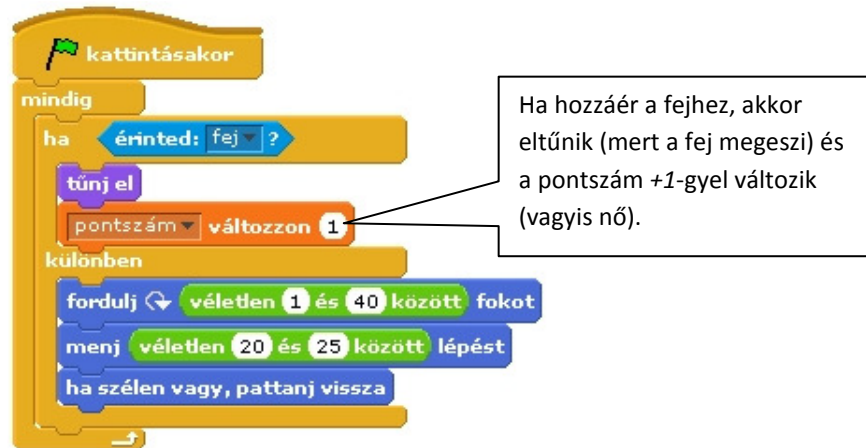 kattintásakor
mindig
ha érinted: fej ?
tűnj el
pontszám változzon 1
különben
fordulj véletlen 1 és 40 között fokot
menj véletlen 20 és 25 között lépést
ha szélen vagy, pattanj vissza
Ha hozzáér a fejhez, akkor
eltűnik (mert a fej megeszi) és
a pontszám +1-gyel változik
(vagyis nő).